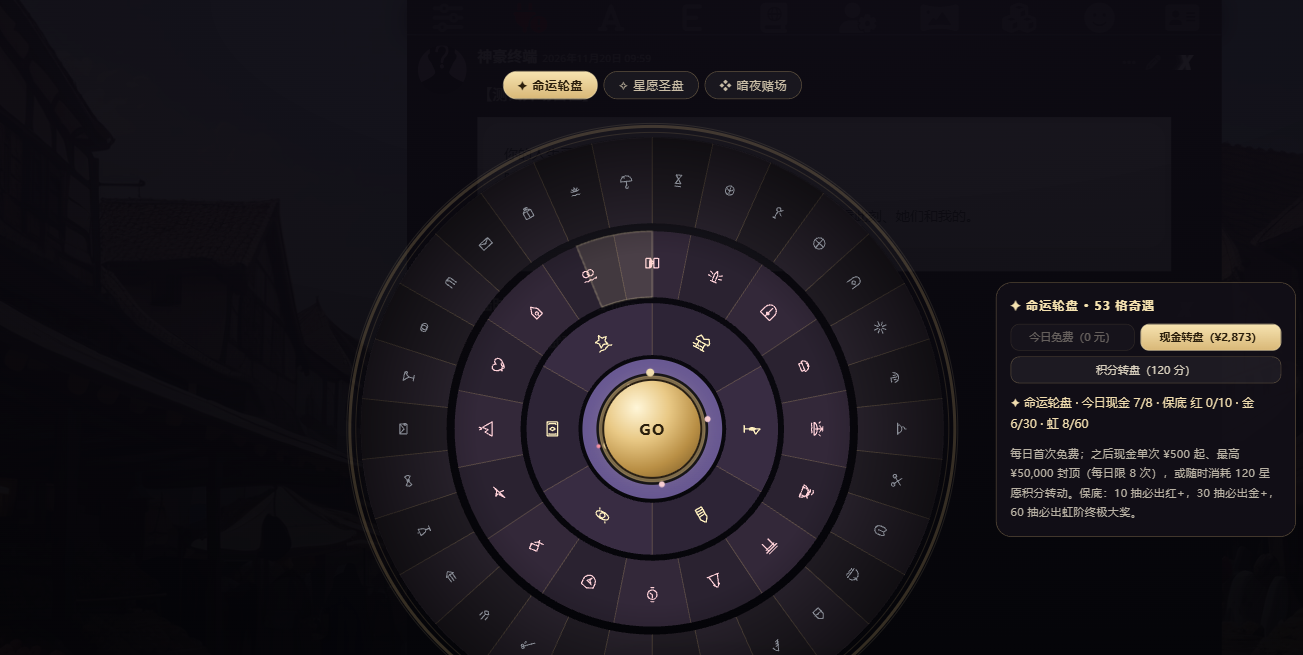 神豪终端
✦ 命运轮盘
✧ 星愿圣盘
❖ 暗夜赌场
GO
✦ 命运轮盘 · 53 格奇遇
今日免费（0 元）
现金转盘（¥2,873）
积分转盘（120 分）
✦ 命运轮盘 · 今日现金 7/8 · 保底 红 0/10 · 金
6/30 · 虹 8/60
每日首次免费；之后现金单次 ¥500 起、最高
¥50,000 封顶（每日限 8 次），或随时消耗 120 星
愿积分转动。保底：10 抽必出红+，30 抽必出金+，
60 抽必出虹阶终极大奖。